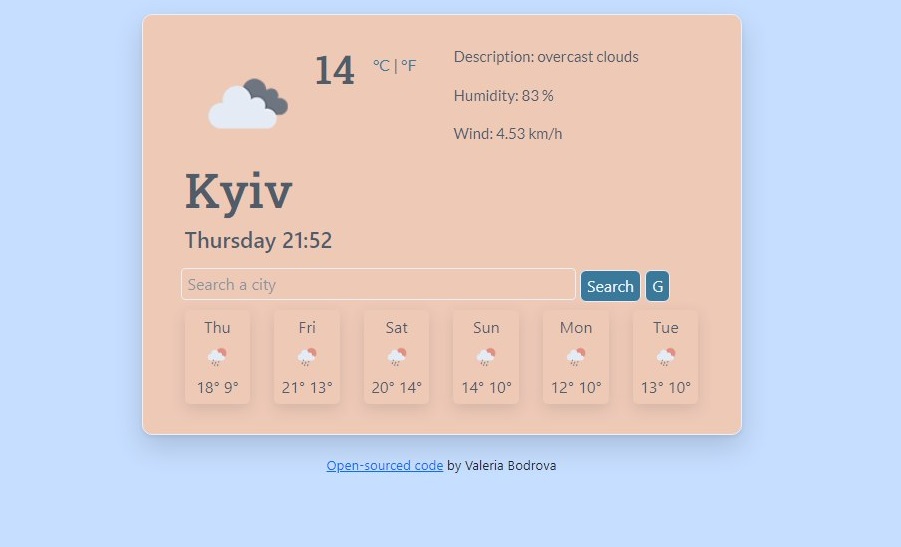 14 °C | °F
Description: overcast clouds
Humidity: 83 %
Wind: 4.53 km/h
Kyiv
Thursday 21:52
Search a city Search G
Thu Fri Sat Sun Mon Tue
18° 9° 21° 13° 20° 14° 14° 10° 12° 10° 13° 10°
Open-sourced code by Valeria Bodrova